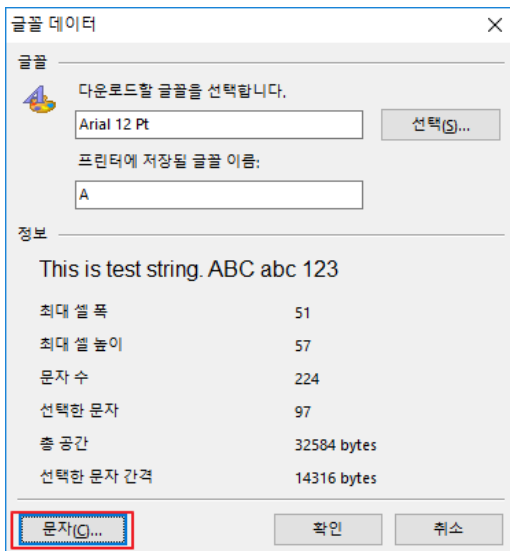 글꼴 데이터
글꼴
다운로드할 글꼴을 선택합니다.
Arial 12 Pt
선택(S)...
프린터에 저장될 글꼴 이름:
A
정보
This is test string. ABC abc 123
최대 셀 폭 51
최대 셀 높이 57
문자 수 224
선택한 문자 97
총 공간 32584 bytes
선택한 문자 간격 14316 bytes
문자(C)... 확인 취소